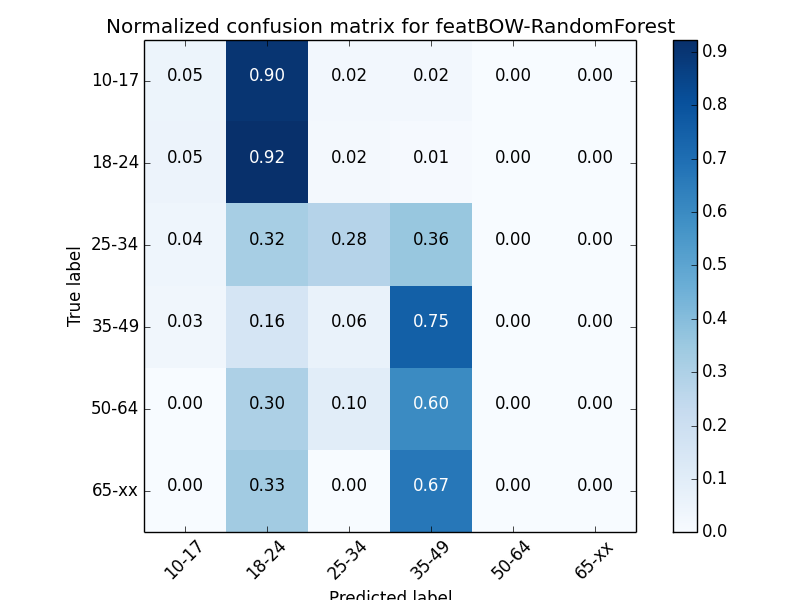 Normalized confusion matrix for featBOW-RandomForest
10-17 0.05 0.90 0.02 0.02 0.00 0.00
18-24 0.05 0.92 0.02 0.01 0.00 0.00
25-34 0.04 0.32 0.28 0.36 0.00 0.00
35-49 0.03 0.16 0.06 0.75 0.00 0.00
50-64 0.00 0.30 0.10 0.60 0.00 0.00
65-xx 0.00 0.33 0.00 0.67 0.00 0.00
10-17 18-24 25-34 35-49 50-64 65-xx
True label
Predicted label
0.9
0.8
0.7
0.6
0.5
0.4
0.3
0.2
0.1
0.0